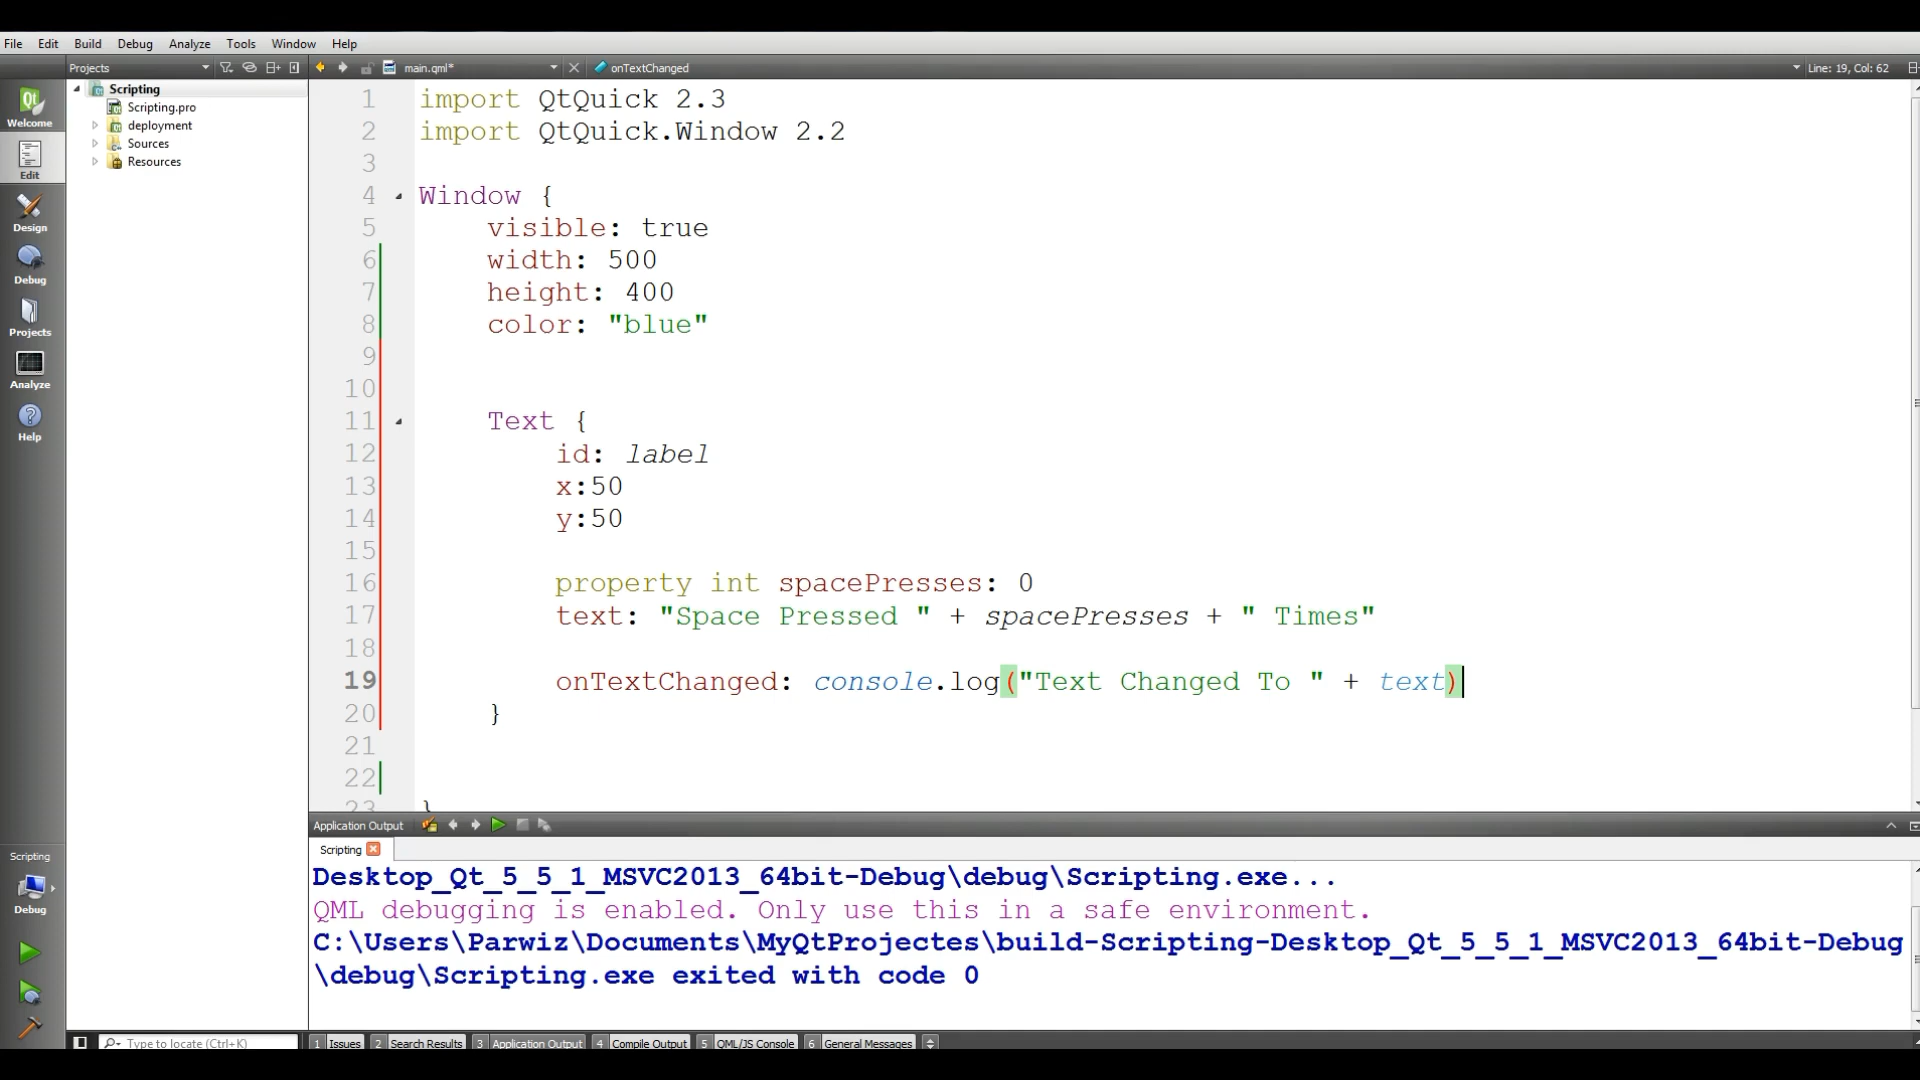 File Edit Build Debug Analyze Tools Window Help
Projects main.qml* onTextChanged Line: 19, Col: 62
Scripting
Scripting.pro
deployment
Sources
Resources
Welcome
Edit
Design
Debug
Projects
Analyze
Help
1 import QtQuick 2.3
2 import QtQuick.Window 2.2
3
4 Window {
5 visible: true
6 width: 500
7 height: 400
8 color: "blue"
9
10
11 Text {
12 id: label
13 x:50
14 y:50
15
16 property int spacePresses: 0
17 text: "Space Pressed " + spacePresses + " Times"
18
19 onTextChanged: console.log("Text Changed To " + text)
20 }
21
22
23 }
Application Output
Scripting
Desktop_Qt_5_5_1_MSVC2013_64bit-Debug\debug\Scripting.exe...
QML debugging is enabled. Only use this in a safe environment.
C:\Users\Parwiz\Documents\MyQtProjectes\build-Scripting-Desktop_Qt_5_5_1_MSVC2013_64bit-Debug
\debug\Scripting.exe exited with code 0
Scripting
Debug
Type to locate (Ctrl+K) 1 Issues 2 Search Results 3 Application Output 4 Compile Output 5 QML/JS Console 6 General Messages